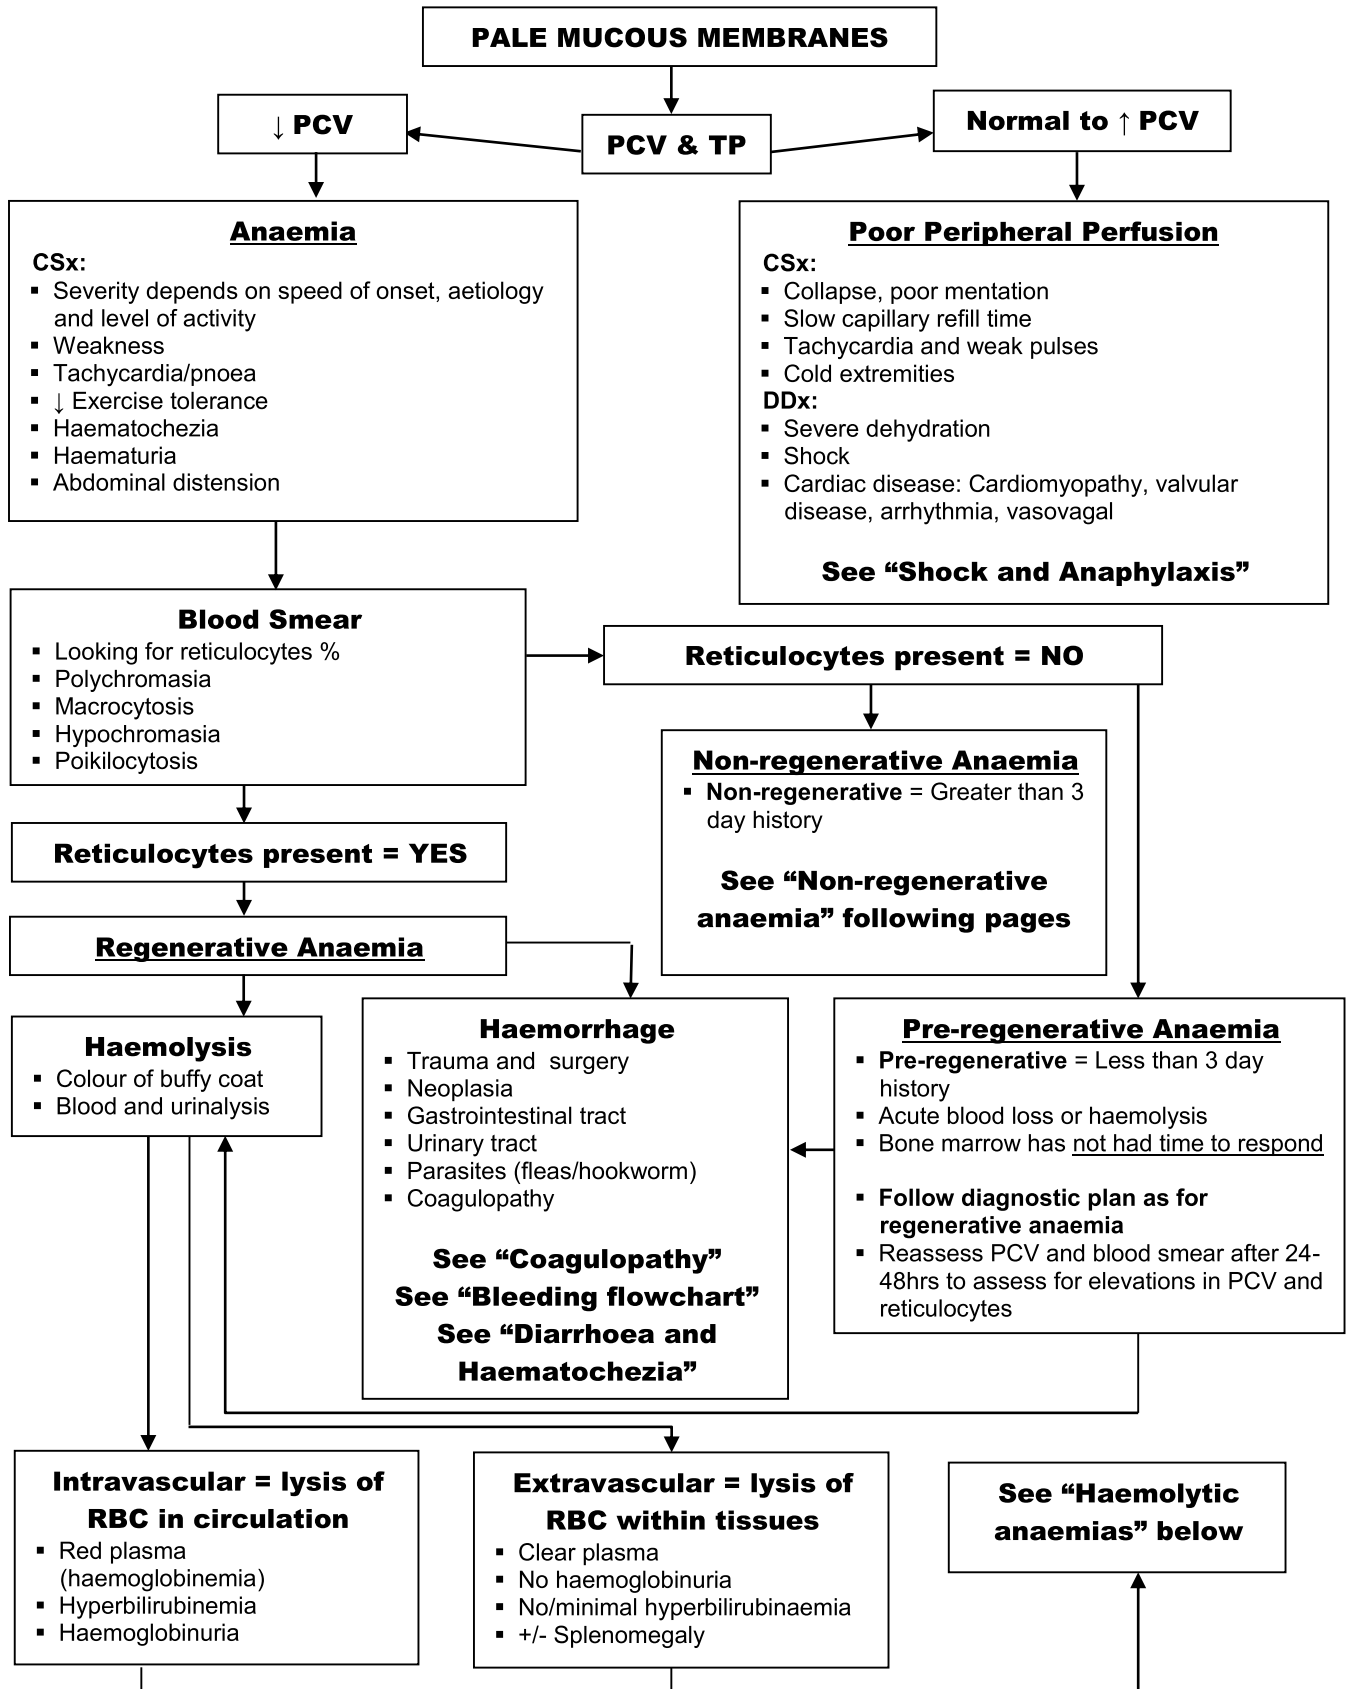 PALE MUCOUS MEMBRANES
↓ PCV
PCV & TP
Normal to ↑ PCV
Anaemia
CSx:
▪ Severity depends on speed of onset, aetiology
and level of activity
▪ Weakness
▪ Tachycardia/pnoea
▪ ↓ Exercise tolerance
▪ Haematochezia
▪ Haematuria
▪ Abdominal distension
Poor Peripheral Perfusion
CSx:
▪ Collapse, poor mentation
▪ Slow capillary refill time
▪ Tachycardia and weak pulses
▪ Cold extremities
DDx:
▪ Severe dehydration
▪ Shock
▪ Cardiac disease: Cardiomyopathy, valvular
disease, arrhythmia, vasovagal
See “Shock and Anaphylaxis”
Blood Smear
▪ Looking for reticulocytes %
▪ Polychromasia
▪ Macrocytosis
▪ Hypochromasia
▪ Poikilocytosis
Reticulocytes present = NO
Non-regenerative Anaemia
▪ Non-regenerative = Greater than 3
day history
See “Non-regenerative
anaemia” following pages
Reticulocytes present = YES
Regenerative Anaemia
Haemolysis
▪ Colour of buffy coat
▪ Blood and urinalysis
Haemorrhage
▪ Trauma and surgery
▪ Neoplasia
▪ Gastrointestinal tract
▪ Urinary tract
▪ Parasites (fleas/hookworm)
▪ Coagulopathy
See “Coagulopathy”
See “Bleeding flowchart”
See “Diarrhoea and
Haematochezia”
Pre-regenerative Anaemia
▪ Pre-regenerative = Less than 3 day
history
▪ Acute blood loss or haemolysis
▪ Bone marrow has not had time to respond
▪ Follow diagnostic plan as for
regenerative anaemia
▪ Reassess PCV and blood smear after 24-
48hrs to assess for elevations in PCV and
reticulocytes
Intravascular = lysis of
RBC in circulation
▪ Red plasma
(haemoglobinemia)
▪ Hyperbilirubinemia
▪ Haemoglobinuria
Extravascular = lysis of
RBC within tissues
▪ Clear plasma
▪ No haemoglobinuria
▪ No/minimal hyperbilirubinaemia
▪ +/- Splenomegaly
See “Haemolytic
anaemias” below